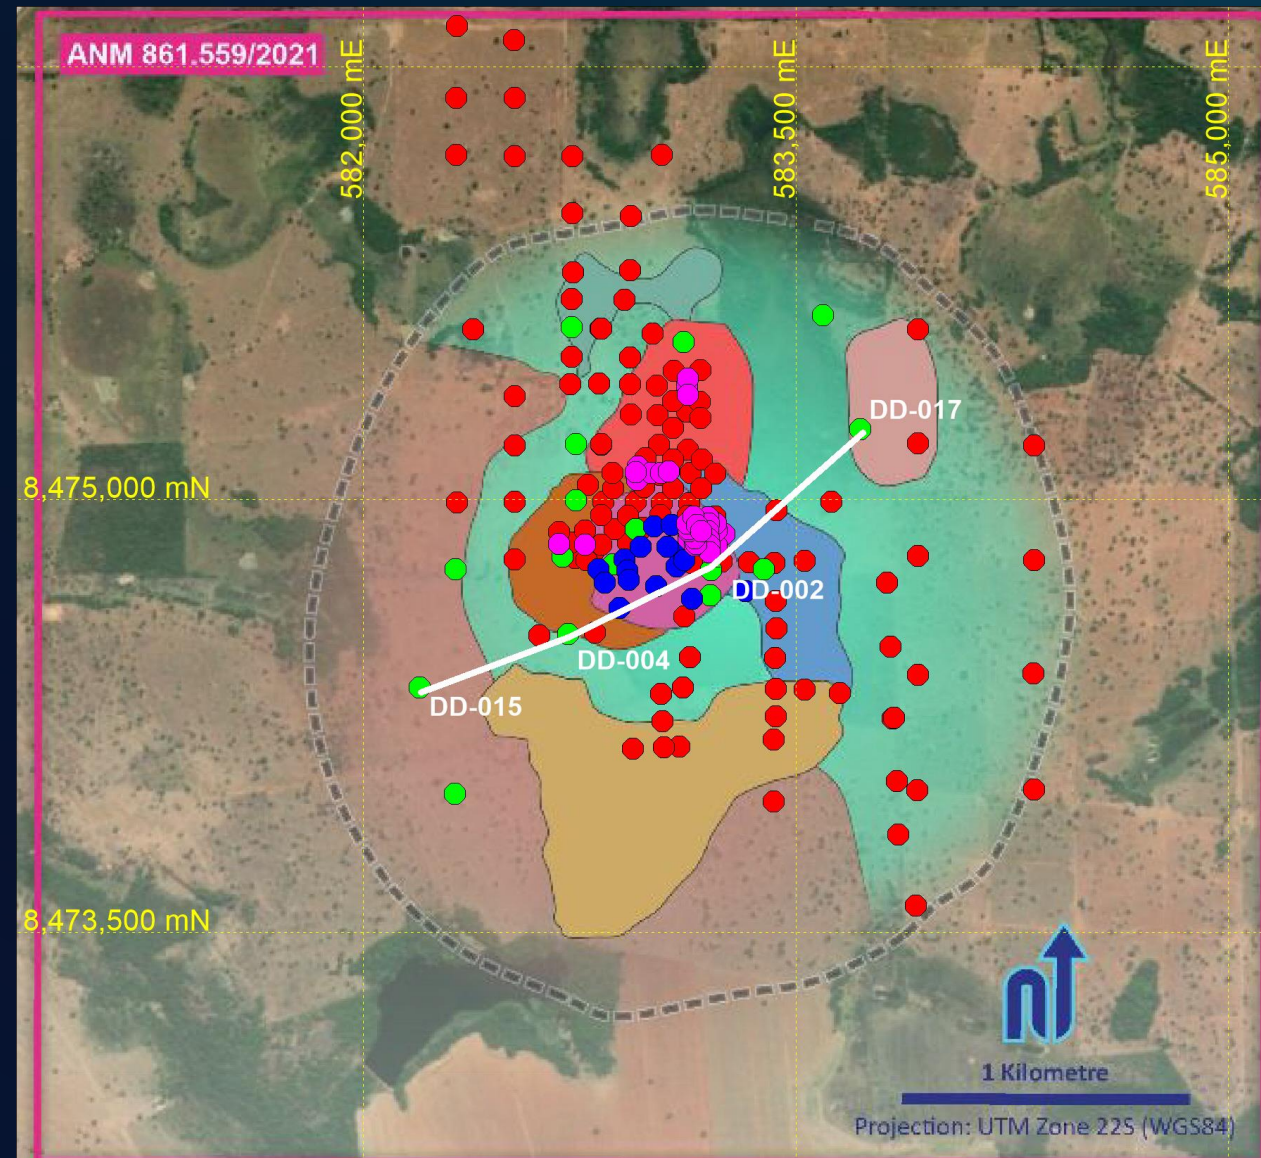 ANM 861.559/2021
582,000 mE
583,500 mE
585,000 mE
DD-017
8,475,000 mN
DD-002
DD-004
DD-015
8,473,500 mN
1 Kilometre
Projection: UTM Zone 22S (WGS84)